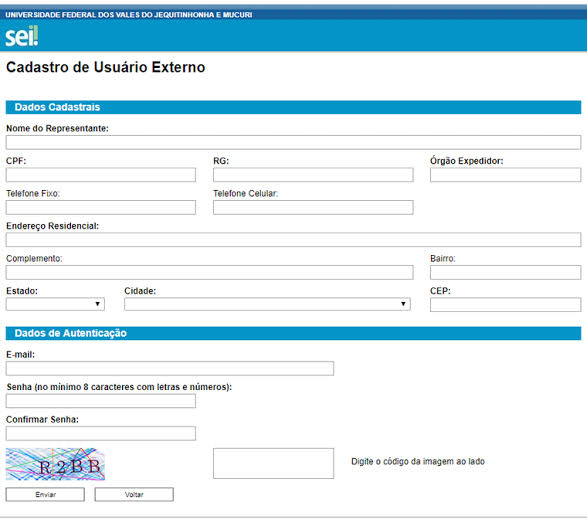 UNIVERSIDADE FEDERAL DOS VALES DO JEQUITINHONHA E MUCURI
sei!
Cadastro de Usuário Externo
Dados Cadastrais
Nome do Representante:
CPF: RG: Órgão Expedidor:
Telefone Fixo: Telefone Celular:
Endereço Residencial:
Complemento: Bairro:
Estado: Cidade: CEP:
Dados de Autenticação
E-mail:
Senha (no mínimo 8 caracteres com letras e números):
Confirmar Senha:
R2BB Digite o código da imagem ao lado
Enviar Voltar